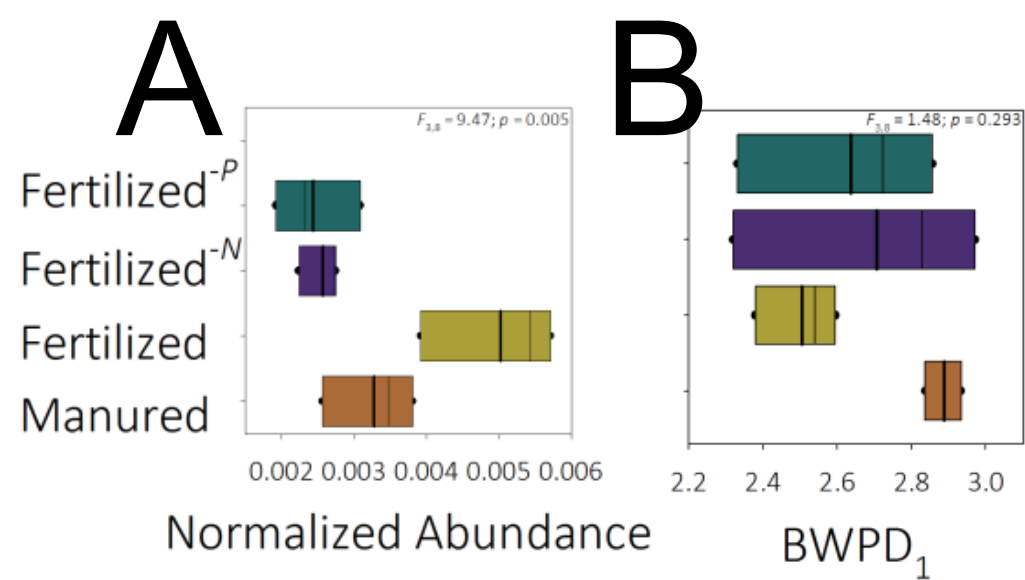 A
B
F3,8 = 9.47; p = 0.005
F3,8 = 1.48; p = 0.293
Fertilized-P
Fertilized-N
Fertilized
Manured
0.002 0.003 0.004 0.005 0.006
2.2 2.4 2.6 2.8 3.0
Normalized Abundance
BWPD1